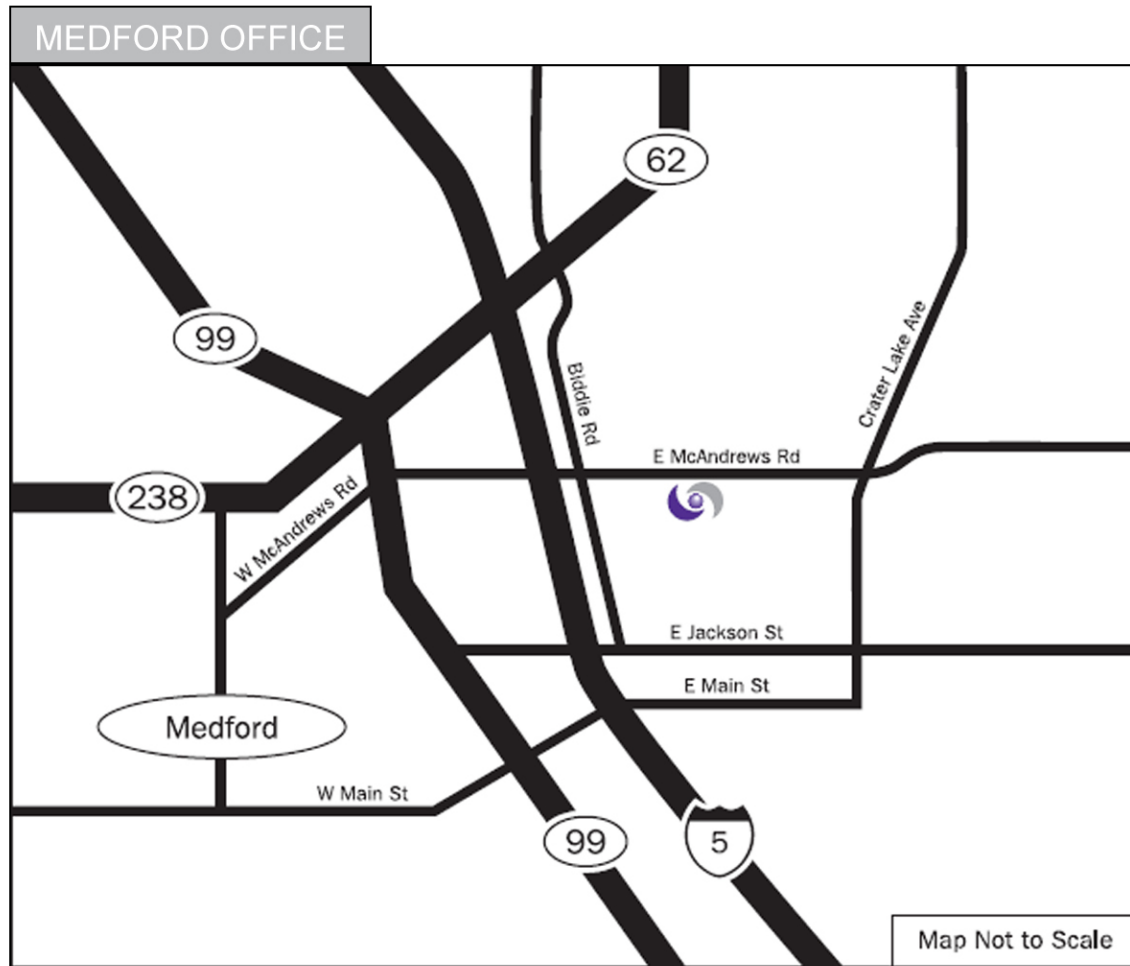 MEDFORD OFFICE
62
99
Biddie Rd
Crater Lake Ave
E McAndrews Rd
238
W McAndrews Rd
E Jackson St
E Main St
Medford
W Main St
99
5
Map Not to Scale